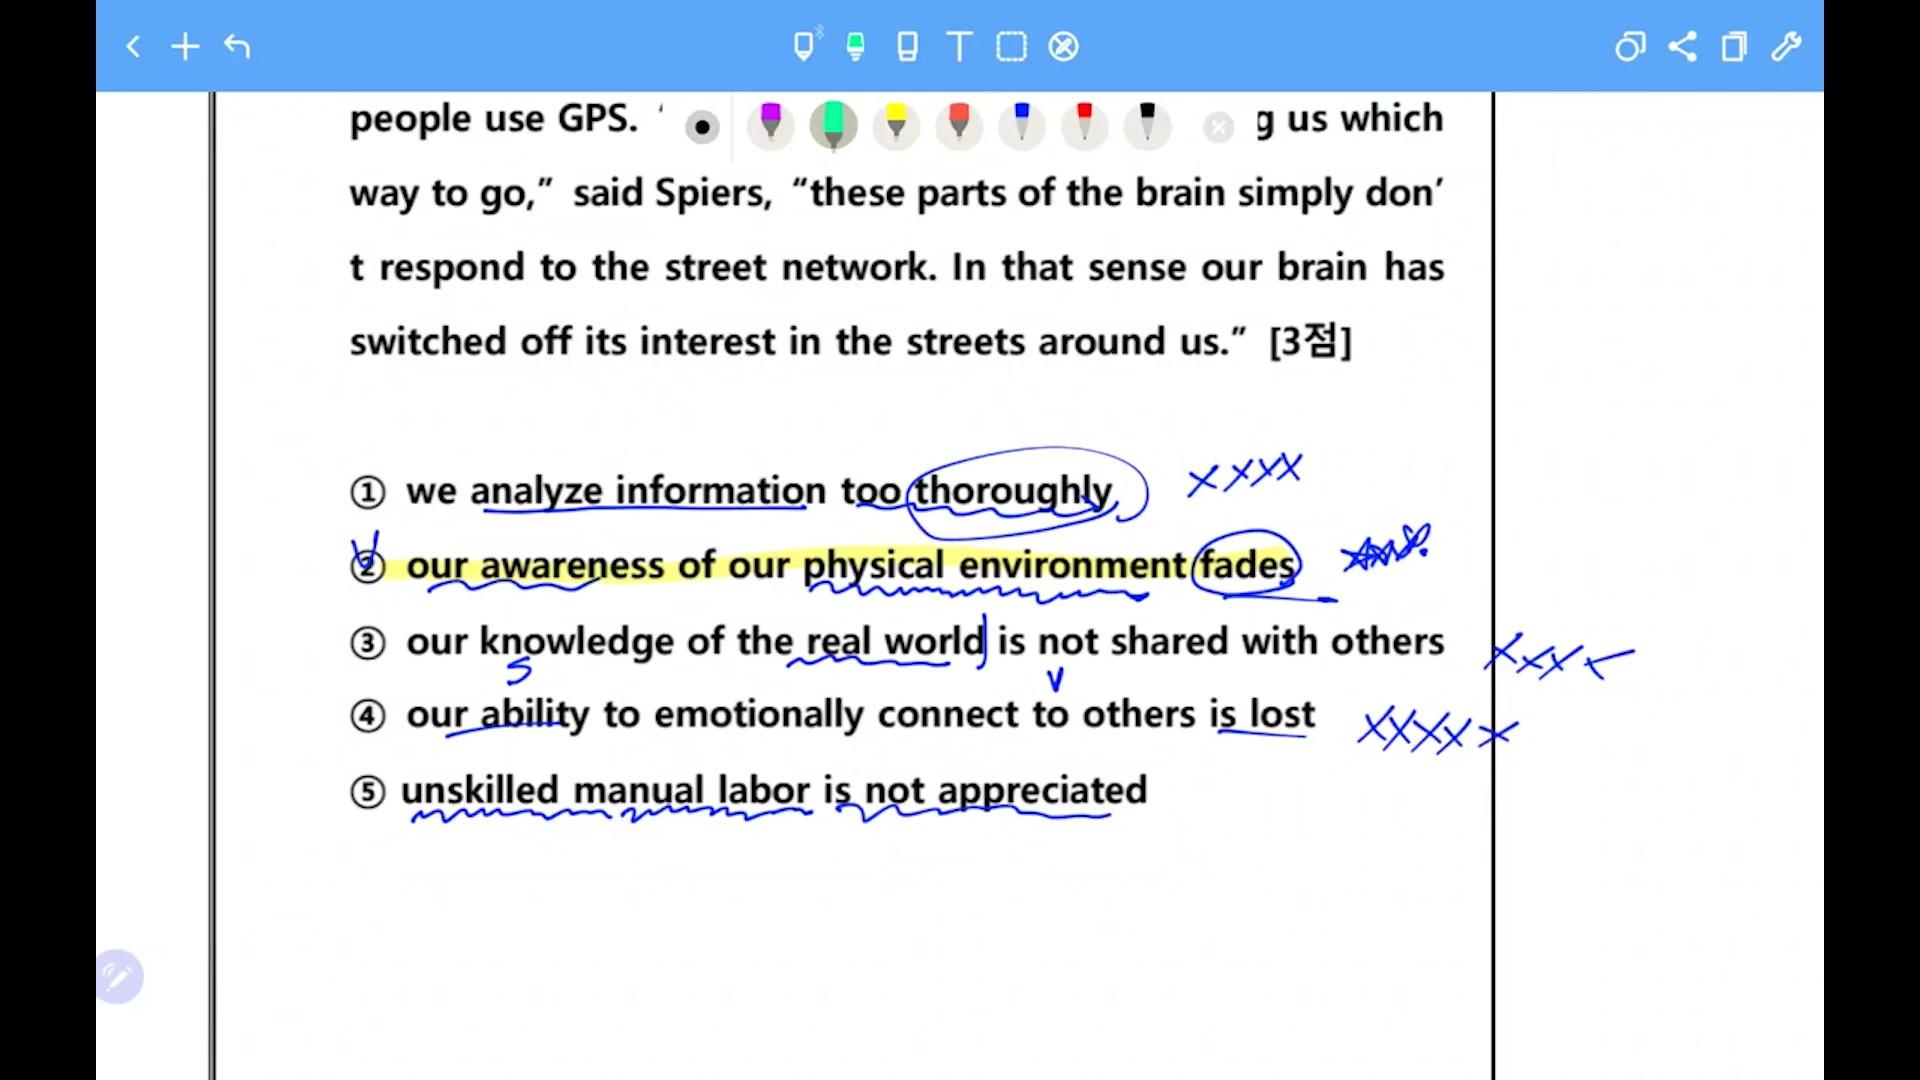 people use GPS. ‘ g us which
way to go,” said Spiers, “these parts of the brain simply don’
t respond to the street network. In that sense our brain has
switched off its interest in the streets around us.” [3점]
① we analyze information too thoroughly xxxx
② our awareness of our physical environment fades
③ our knowledge of the real world is not shared with others xxx
s v
④ our ability to emotionally connect to others is lost xxxxx
⑤ unskilled manual labor is not appreciated